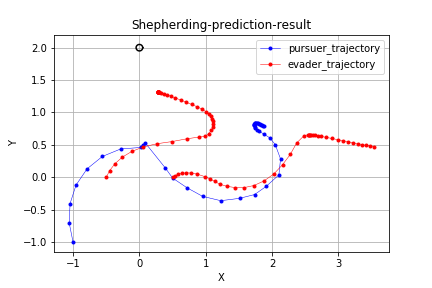 Shepherding-prediction-result
pursuer_trajectory
evader_trajectory
2.0
1.5
1.0
0.5
0.0
−0.5
−1.0
Y
−1
0
1
2
3
X